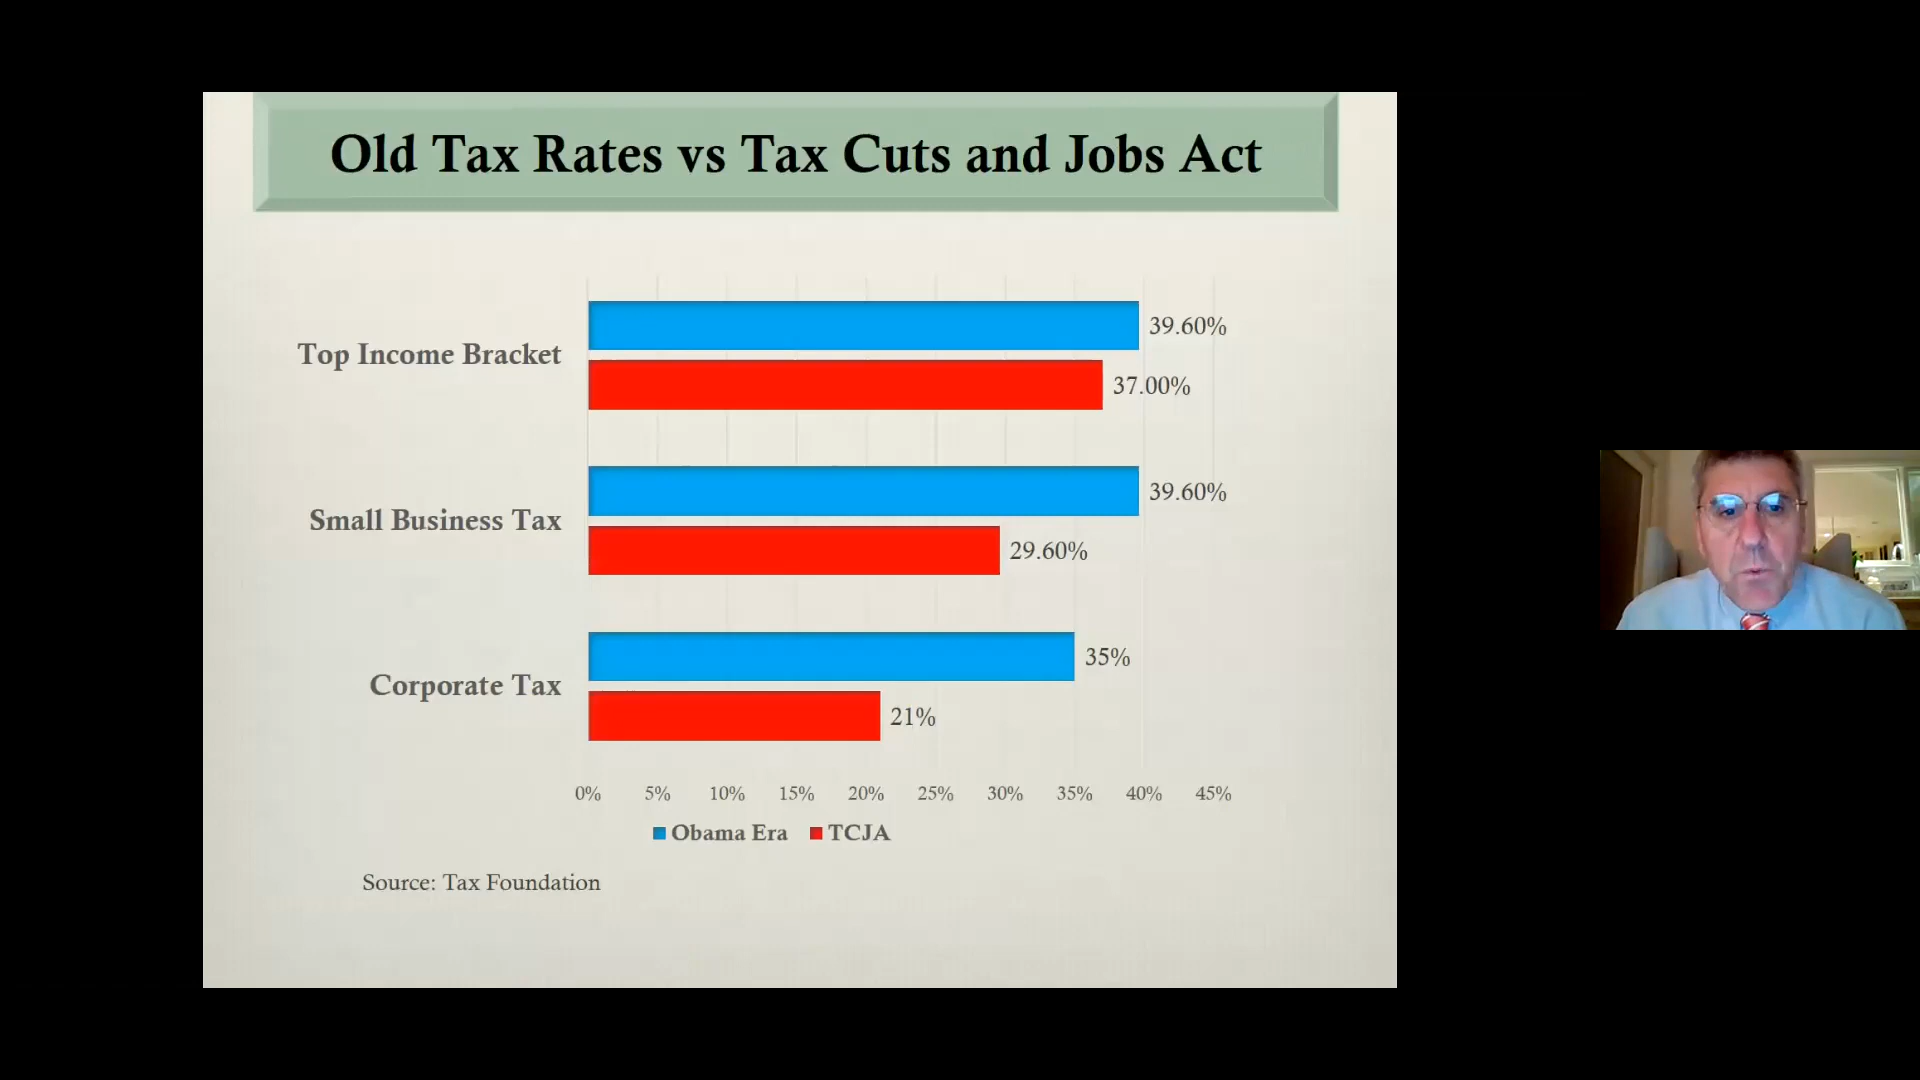 Old Tax Rates vs Tax Cuts and Jobs Act
Top Income Bracket
39.60%
37.00%
Small Business Tax
39.60%
29.60%
Corporate Tax
35%
21%
0% 5% 10% 15% 20% 25% 30% 35% 40% 45%
Obama Era TCJA
Source: Tax Foundation